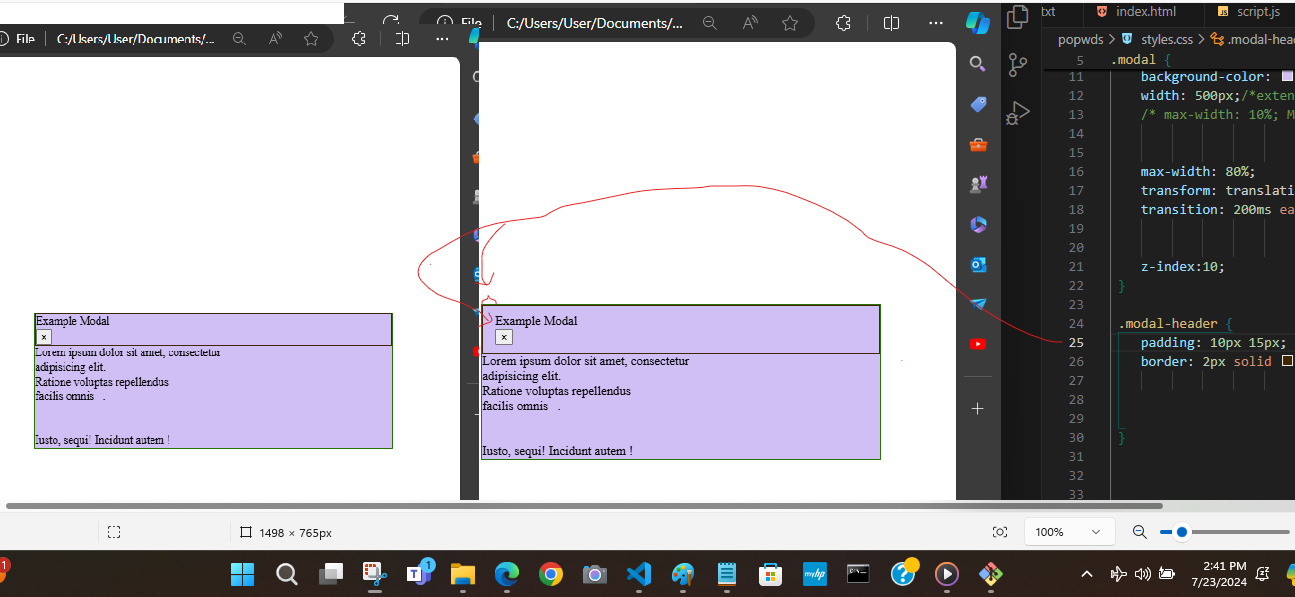 File
C:/Users/User/Documents/...
File
C:/Users/User/Documents/...
Example Modal
×
Lorem ipsum dolor sit amet, consectetur
adipisicing elit.
Ratione voluptas repellendus
facilis omnis .
Iusto, sequi! Incidunt autem !
Example Modal
×
Lorem ipsum dolor sit amet, consectetur
adipisicing elit.
Ratione voluptas repellendus
facilis omnis .
Iusto, sequi! Incidunt autem !
txt index.html JS script.js
popwds > styles.css > .modal-hea
5 .modal {
11 background-color:
12 width: 500px;/*exten
13 /* max-width: 10%; M
14
15
16 max-width: 80%;
17 transform: translati
18 transition: 200ms ea
19
20
21 z-index:10;
22 }
23
24 .modal-header {
25 padding: 10px 15px;
26 border: 2px solid
27
28
29
30 }
31
32
33
1498 × 765px
100%
1
1
myhp
2:41 PM
7/23/2024